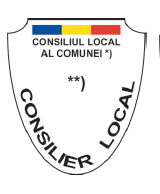 CONSILIUL LOCAL
AL COMUNEI *)
**)
CONSILIER LOCAL